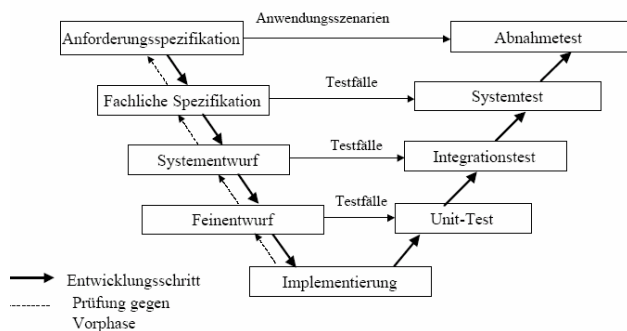 Anwendungsszenarien
Anforderungsspezifikation
Abnahmetest
Testfälle
Fachliche Spezifikation
Systemtest
Testfälle
Systementwurf
Integrationstest
Testfälle
Feinentwurf
Unit-Test
Implementierung
Entwicklungsschritt
Prüfung gegen
Vorphase